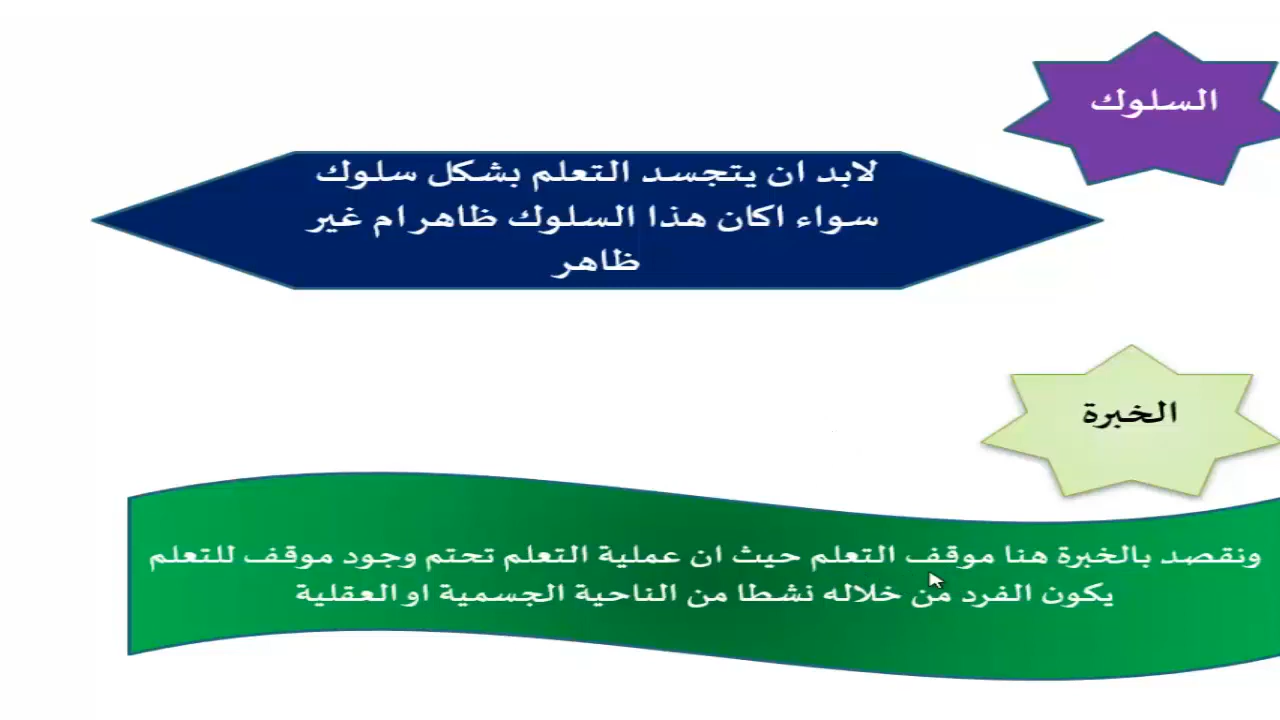 السلوك
لابد ان يتجسد التعلم بشكل سلوك
سواء اكان هذا السلوك ظاهر ام غير
ظاهر
الخبرة
ونقصد بالخبرة هنا موقف التعلم حيث ان عملية التعلم تحتم وجود موقف للتعلم
يكون الفرد من خلاله نشطا من الناحية الجسمية او العقلية